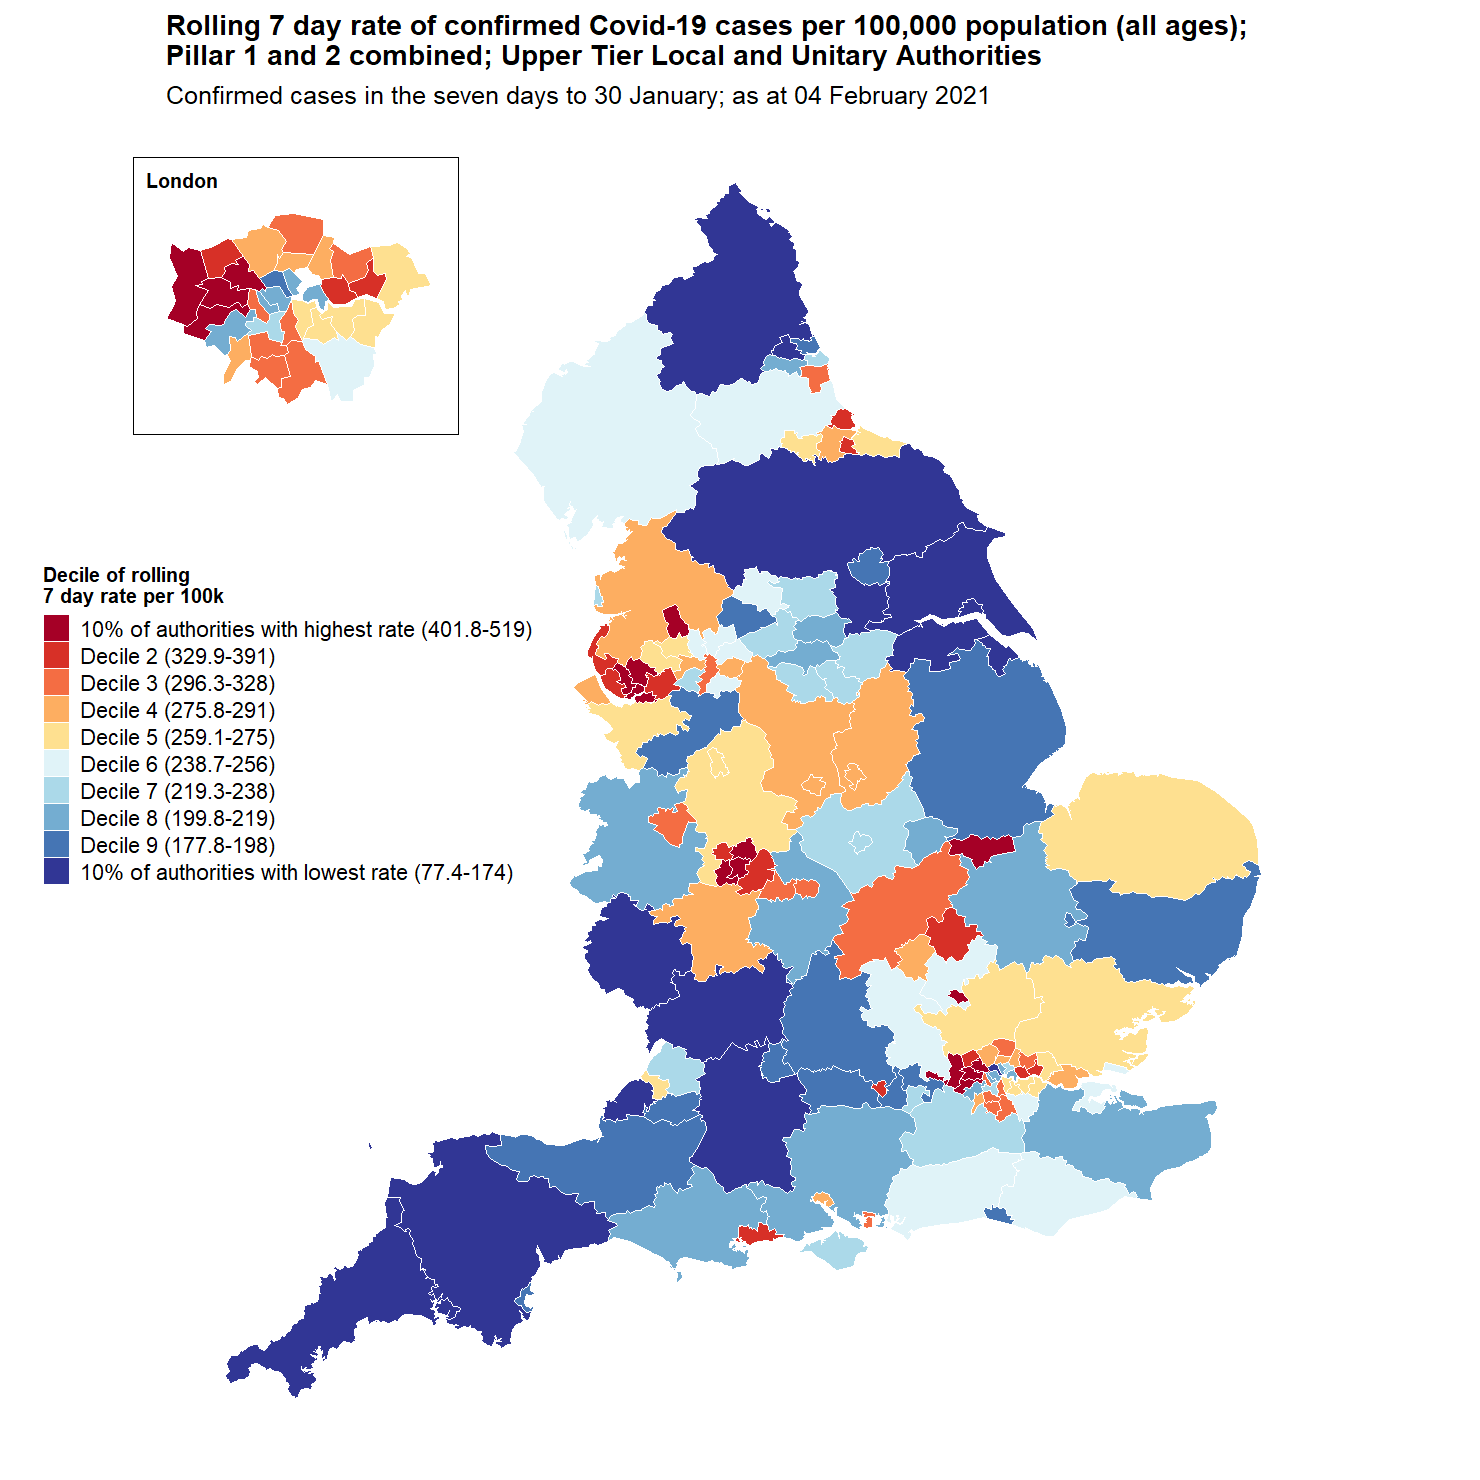 Rolling 7 day rate of confirmed Covid-19 cases per 100,000 population (all ages);
Pillar 1 and 2 combined; Upper Tier Local and Unitary Authorities
Confirmed cases in the seven days to 30 January; as at 04 February 2021
London
Decile of rolling
7 day rate per 100k
10% of authorities with highest rate (401.8-519)
Decile 2 (329.9-391)
Decile 3 (296.3-328)
Decile 4 (275.8-291)
Decile 5 (259.1-275)
Decile 6 (238.7-256)
Decile 7 (219.3-238)
Decile 8 (199.8-219)
Decile 9 (177.8-198)
10% of authorities with lowest rate (77.4-174)